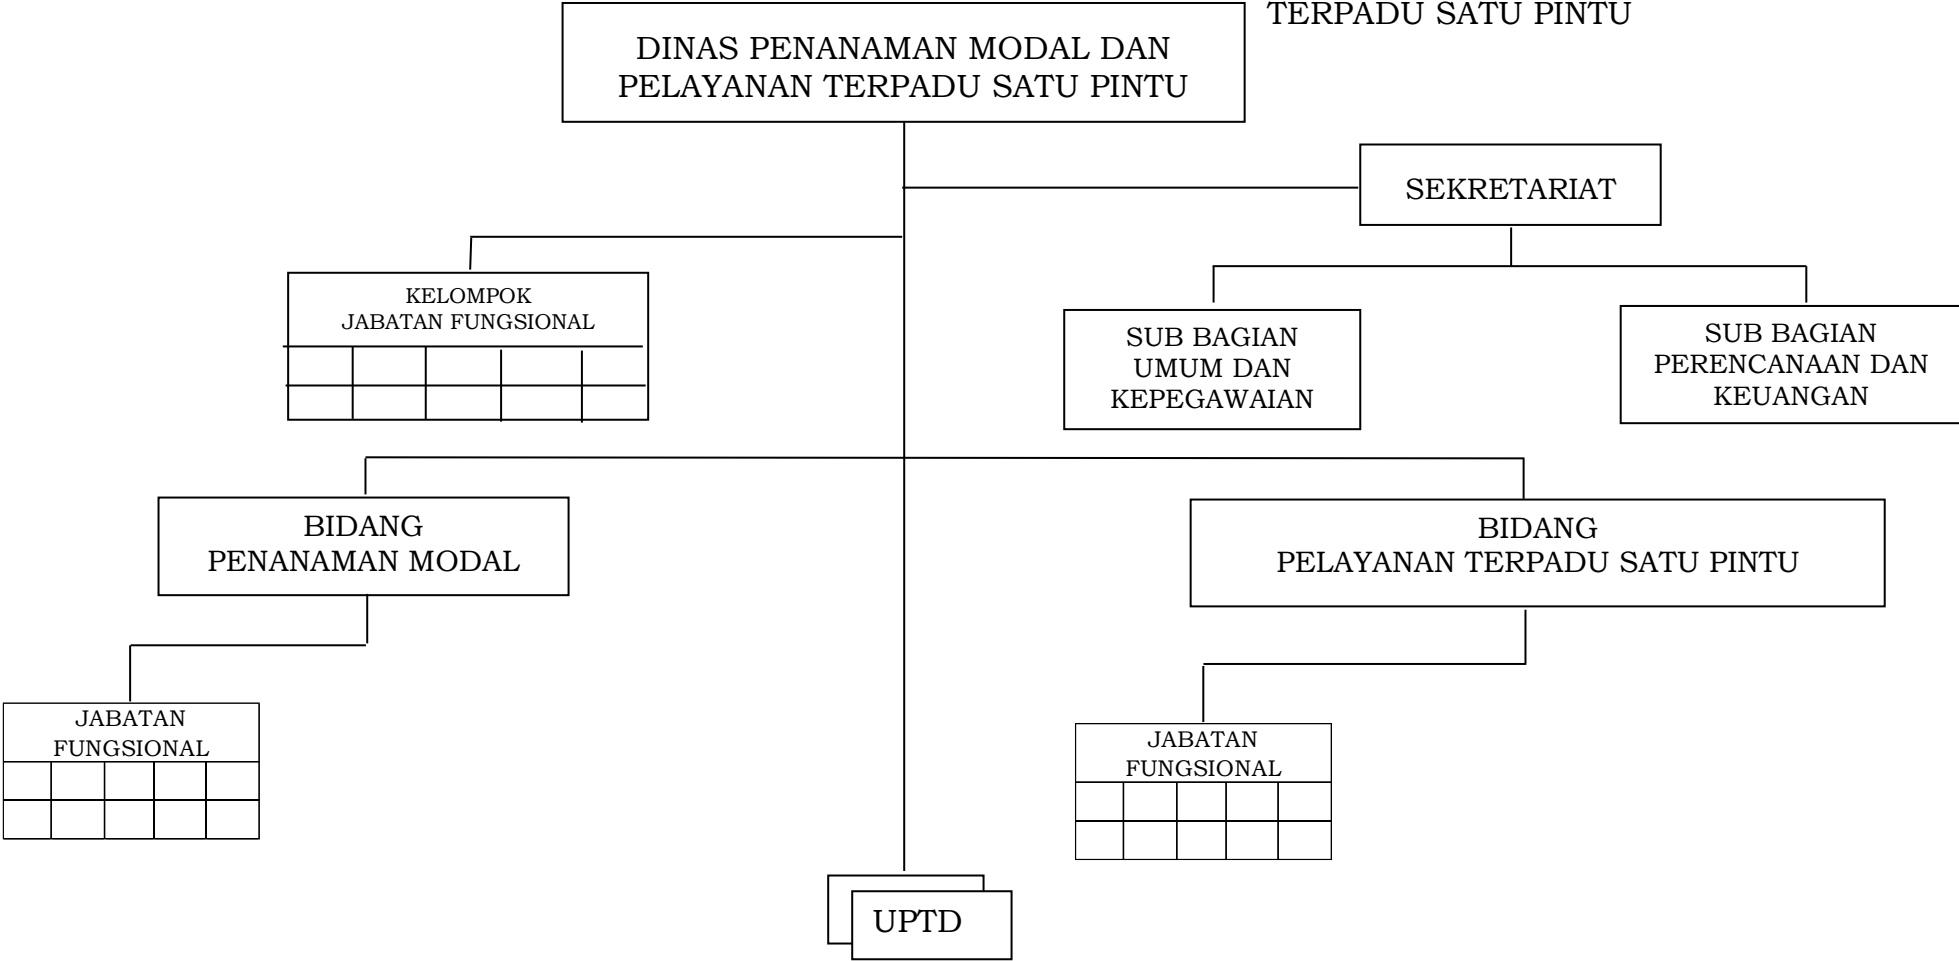 TERPADU SATU PINTU
DINAS PENANAMAN MODAL DAN
PELAYANAN TERPADU SATU PINTU
SEKRETARIAT
KELOMPOK
JABATAN FUNGSIONAL
SUB BAGIAN
UMUM DAN
KEPEGAWAIAN
SUB BAGIAN
PERENCANAAN DAN
KEUANGAN
BIDANG
PENANAMAN MODAL
BIDANG
PELAYANAN TERPADU SATU PINTU
JABATAN
FUNGSIONAL
JABATAN
FUNGSIONAL
UPTD